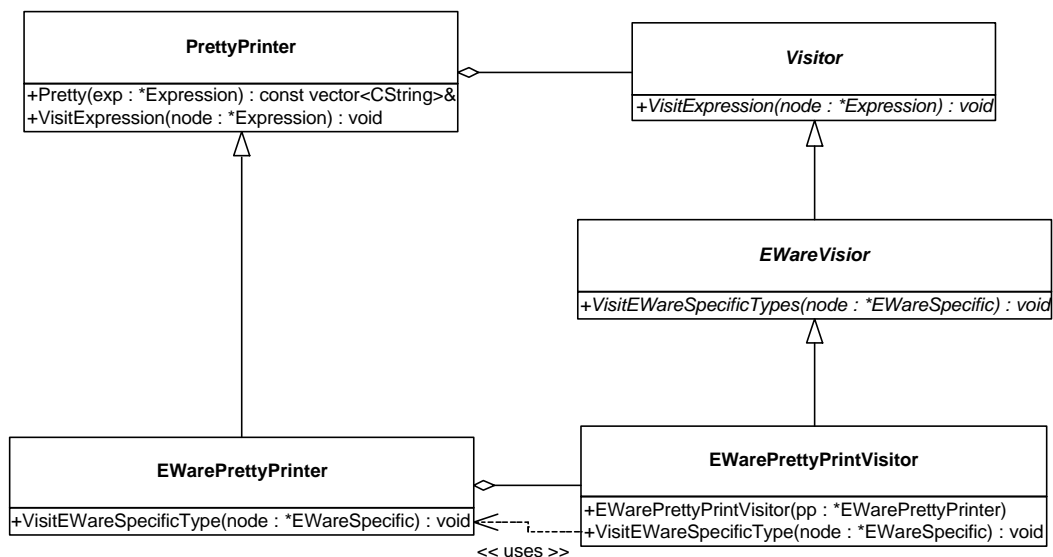 PrettyPrinter
+Pretty(exp : *Expression) : const vector<CString>&
+VisitExpression(node : *Expression) : void
Visitor
+VisitExpression(node : *Expression) : void
EWareVisior
+VisitEWareSpecificTypes(node : *EWareSpecific) : void
EWarePrettyPrinter
+VisitEWareSpecificType(node : *EWareSpecific) : void
EWarePrettyPrintVisitor
+EWarePrettyPrintVisitor(pp : *EWarePrettyPrinter)
+VisitEWareSpecificType(node : *EWareSpecific) : void
<< uses >>